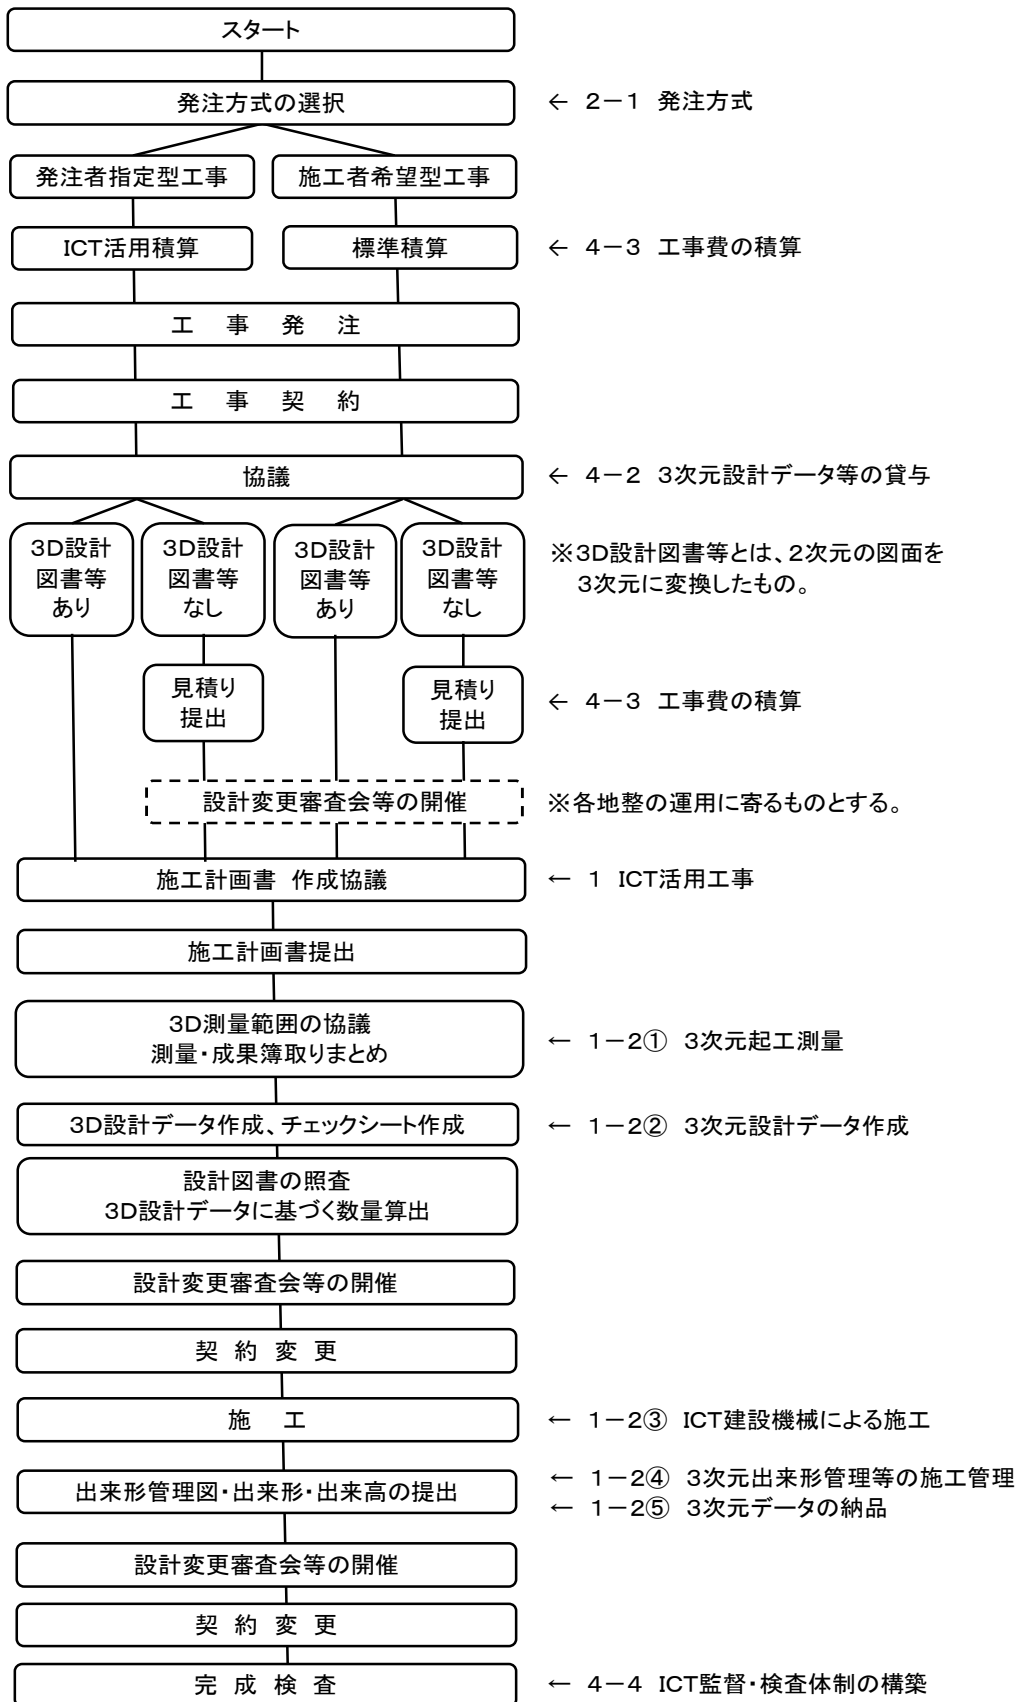 スタート
発注方式の選択
← 2－1 発注方式
発注者指定型工事
施工者希望型工事
ICT活用積算
標準積算
← 4－3 工事費の積算
工 事 発 注
工 事 契 約
協議
← 4－2 3次元設計データ等の貸与
3D設計
図書等
あり
3D設計
図書等
なし
3D設計
図書等
あり
3D設計
図書等
なし
※3D設計図書等とは、2次元の図面を
3次元に変換したもの。
見積り
提出
見積り
提出
← 4－3 工事費の積算
設計変更審査会等の開催
※各地整の運用に寄るものとする。
施工計画書 作成協議
← 1 ICT活用工事
施工計画書提出
3D測量範囲の協議
測量・成果簿取りまとめ
← 1－2① 3次元起工測量
3D設計データ作成、チェックシート作成
← 1－2② 3次元設計データ作成
設計図書の照査
3D設計データに基づく数量算出
設計変更審査会等の開催
契 約 変 更
施 工
← 1－2③ ICT建設機械による施工
出来形管理図・出来形・出来高の提出
← 1－2④ 3次元出来形管理等の施工管理
← 1－2⑤ 3次元データの納品
設計変更審査会等の開催
契 約 変 更
完 成 検 査
← 4－4 ICT監督・検査体制の構築